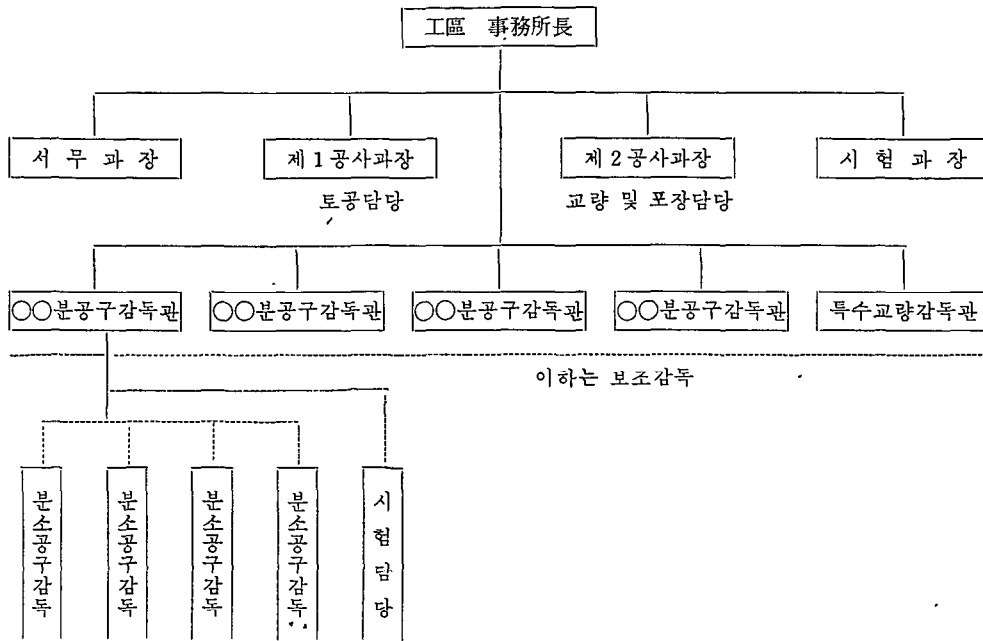 工區 事務所長
서 무 과 장
제 1 공사과장
제 2 공사과장
시 험 과 장
토공담당
교량 및 포장담당
○○분공구감독관
○○분공구감독관
○○분공구감독관
○○분공구감독관
특수교량감독관
이하는 보조감독
분소공구감독
분소공구감독
분소공구감독
분소공구감독
시험담당